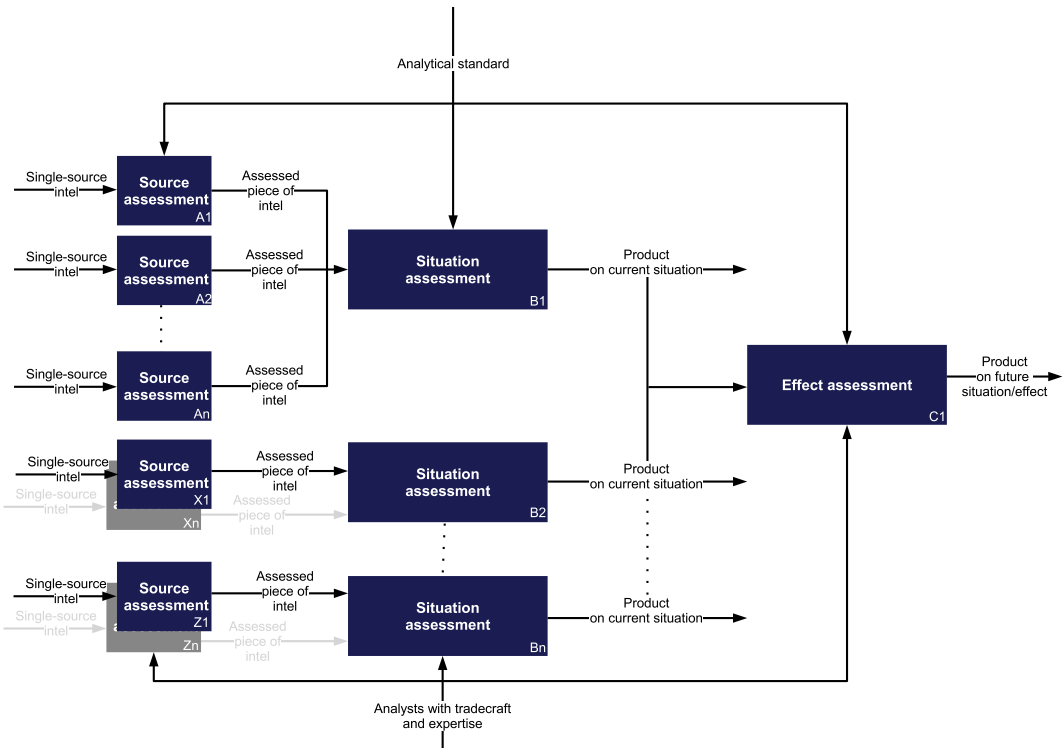 Analytical standard
Single-source
intel
Source
assessment
A1
Assessed
piece of
intel
Single-source
intel
Source
assessment
A2
Assessed
piece of
intel
Situation
assessment
B1
Product
on current situation
Single-source
intel
Source
assessment
An
Assessed
piece of
intel
Effect assessment
C1
Product
on future
situation/effect
Single-source
intel
Source
assessment
X1
Assessed
piece of
intel
Single-source
intel
a
Xn
Assessed
piece of
intel
Situation
assessment
B2
Product
on current situation
Single-source
intel
Source
assessment
Z1
Assessed
piece of
intel
Single-source
intel
Zn
Assessed
piece of
intel
Situation
assessment
Bn
Product
on current situation
Analysts with tradecraft
and expertise